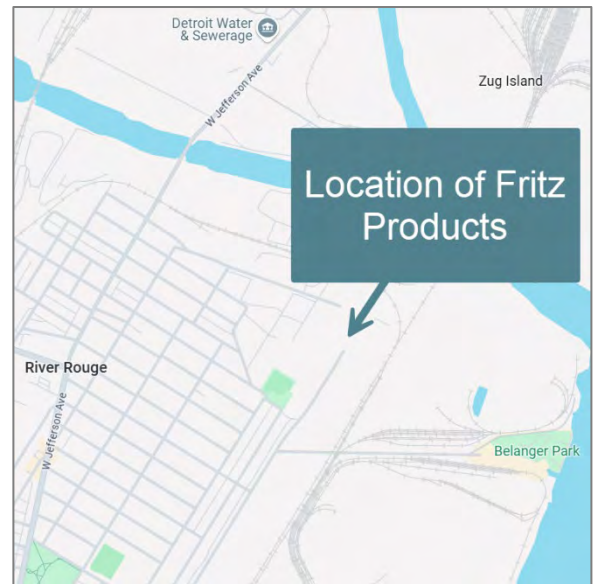 Detroit Water
& Sewerage
Zug Island
W Jefferson Ave
Location of Fritz
Products
River Rouge
W Jefferson Ave
Belanger Park